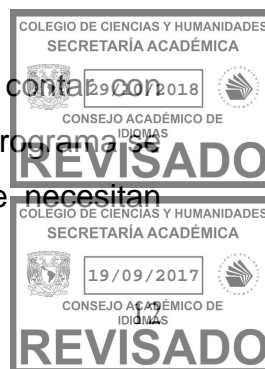 COLEGIO DE CIENCIAS Y HUMANIDADES
SECRETARÍA ACADÉMICA
contar con
29/10/2018
CONSEJO ACADÉMICO DE
IDIOMAS
rograma se
REVISADO
e necesitan
COLEGIO DE CIENCIAS Y HUMANIDADES
SECRETARÍA ACADÉMICA
19/09/2017
CONSEJO ACADÉMICO DE
12
IDIOMAS
REVISADO